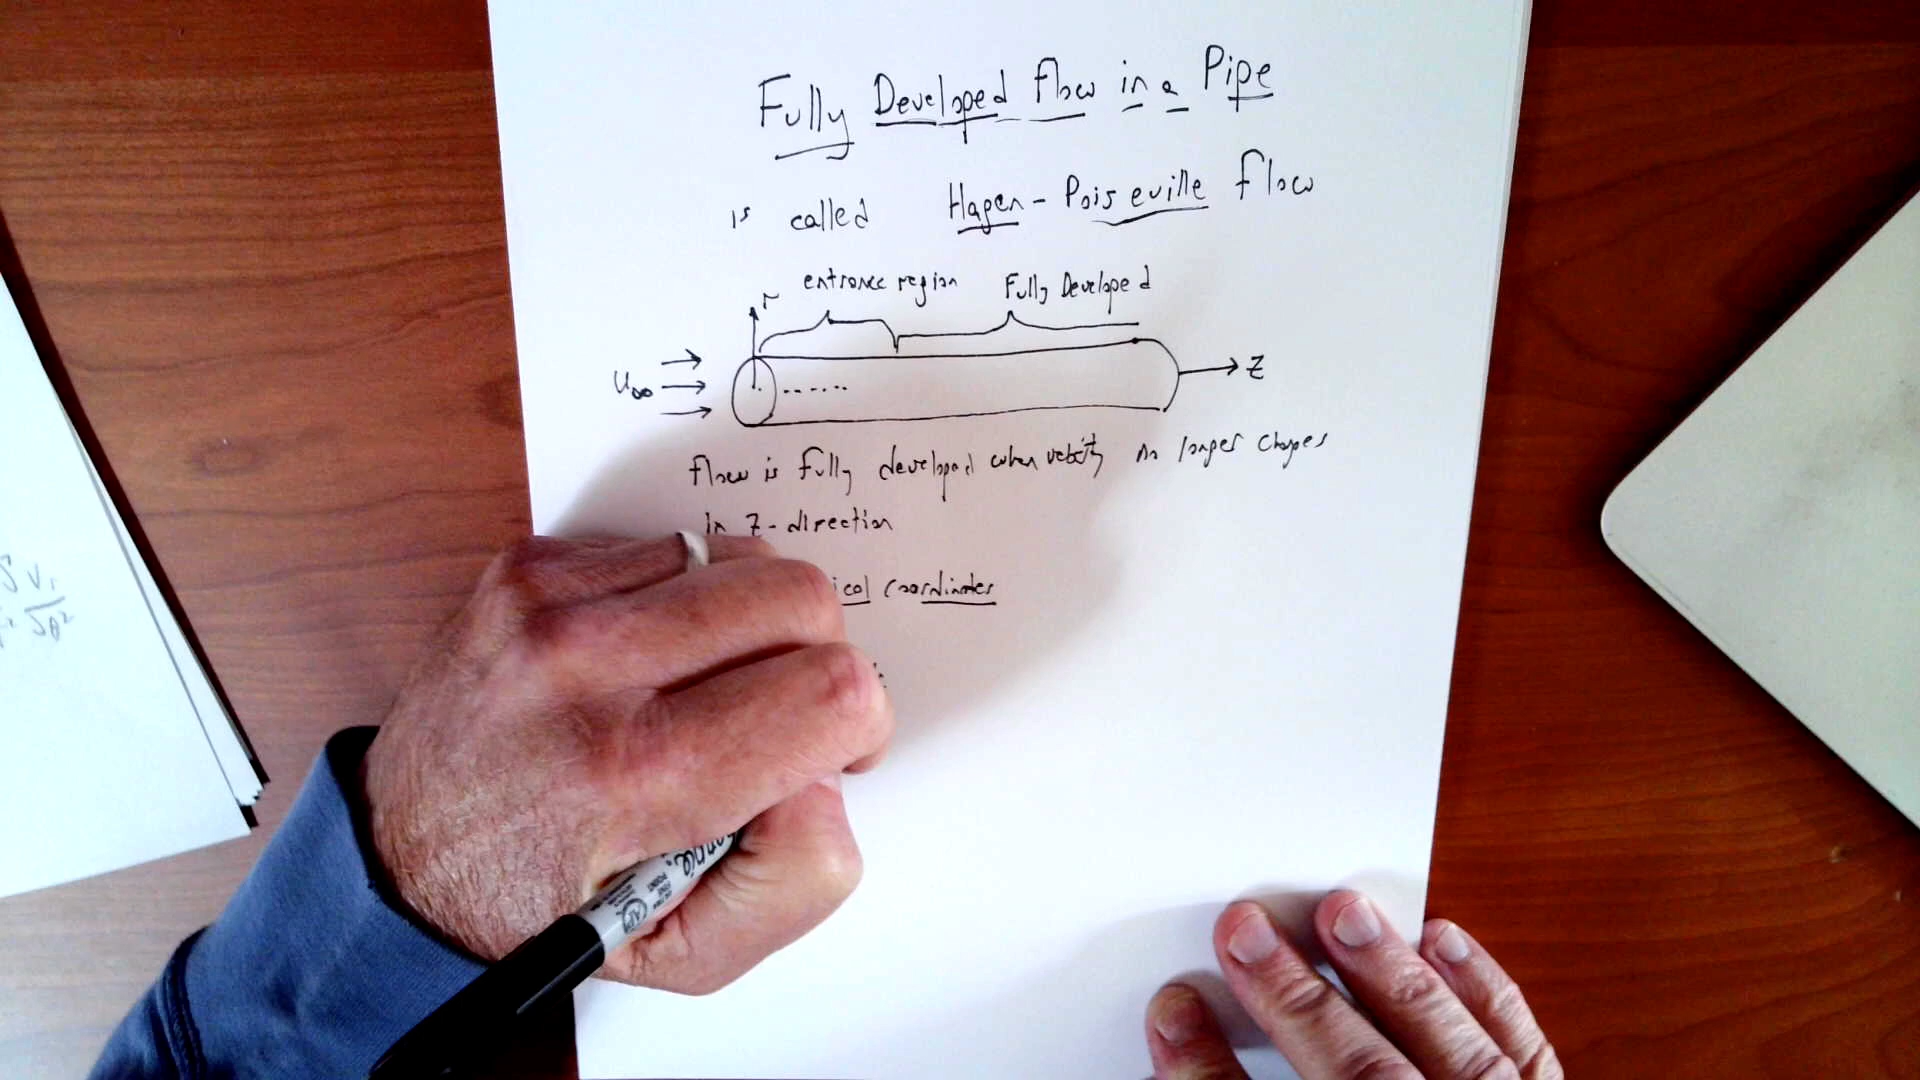 Fully Developed flow in a Pipe
is called Hagen - Poiseuille flow
entrance region Fully Developed
r
U∞
z
flow is fully developed when velocity no longer changes
in z-direction
ical coordinates